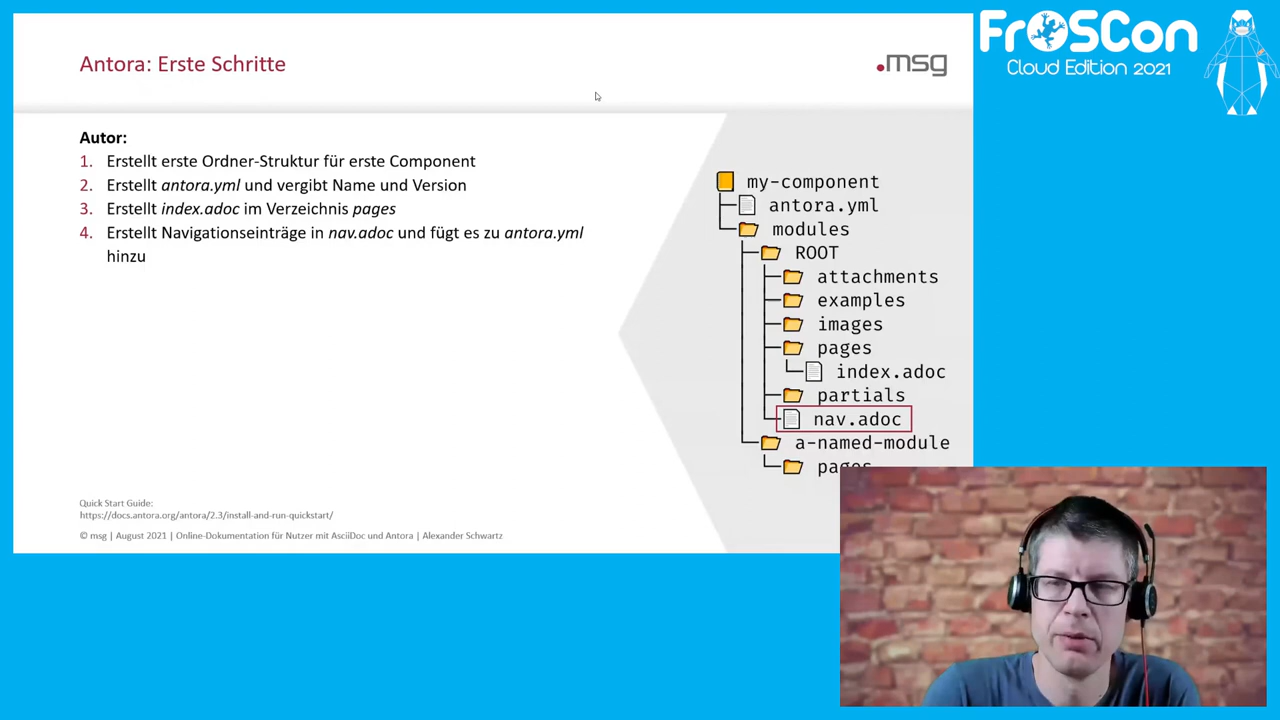 Antora: Erste Schritte
.msg
FrOSCon
Cloud Edition 2021
Autor:
1. Erstellt erste Ordner-Struktur für erste Component
2. Erstellt antora.yml und vergibt Name und Version
3. Erstellt index.adoc im Verzeichnis pages
4. Erstellt Navigationseinträge in nav.adoc und fügt es zu antora.yml
hinzu
my-component
antora.yml
modules
ROOT
attachments
examples
images
pages
index.adoc
partials
nav.adoc
a-named-module
pages
Quick Start Guide:
https://docs.antora.org/antora/2.3/install-and-run-quickstart/
© msg | August 2021 | Online-Dokumentation für Nutzer mit AsciiDoc und Antora | Alexander Schwartz